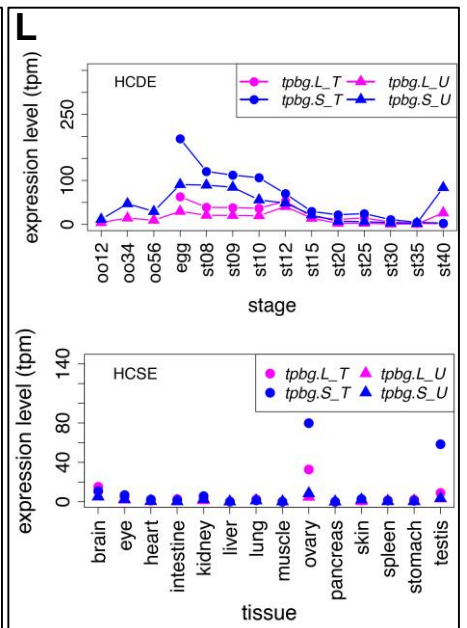 L
HCDE
tpbg.L_T tpbg.L_U
tpbg.S_T tpbg.S_U
expression level (tpm)
250
100
0
oo12 oo34 oo56 egg st08 st09 st10 st12 st15 st20 st25 st30 st35 st40
stage
HCSE
tpbg.L_T tpbg.L_U
tpbg.S_T tpbg.S_U
expression level (tpm)
140
80
40
0
brain eye heart intestine kidney liver lung muscle ovary pancreas skin spleen stomach testis
tissue